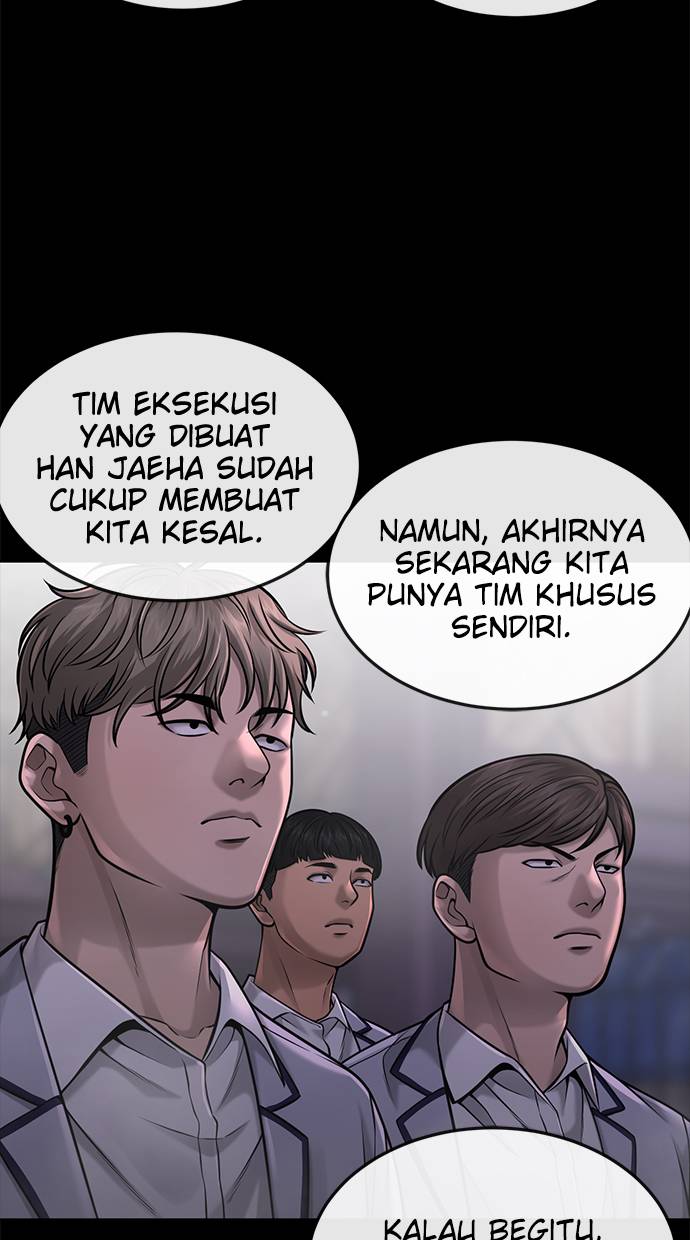 TIM EKSEKUSI
YANG DIBUAT
HAN JAEHA SUDAH
CUKUP MEMBUAT
KITA KESAL.
NAMUN, AKHIRNYA
SEKARANG KITA
PUNYA TIM KHUSUS
SENDIRI.
KALAU BEGITU,